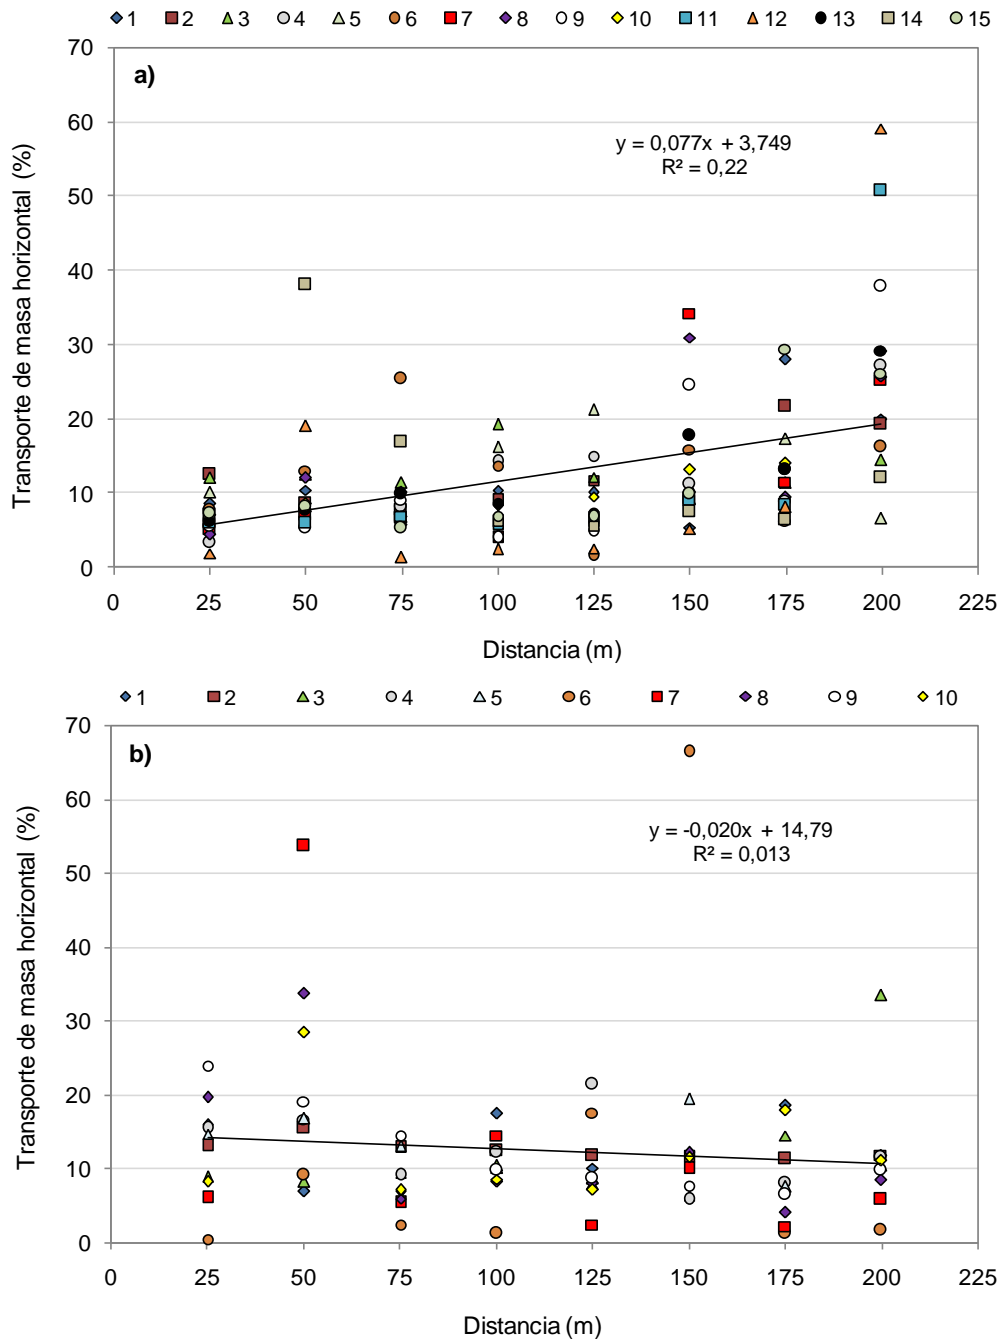 1 2 3 4 5 6 7 8 9 10 11 12 13 14 15
70
a)
60
y = 0,077x + 3,749
R² = 0,22
50
40
30
20
10
0
0 25 50 75 100 125 150 175 200 225
Transporte de masa horizontal (%)
Distancia (m)
1 2 3 4 5 6 7 8 9 10
70
b)
60
y = -0,020x + 14,79
R² = 0,013
50
40
30
20
10
0
0 25 50 75 100 125 150 175 200 225
Transporte de masa horizontal (%)
Distancia (m)